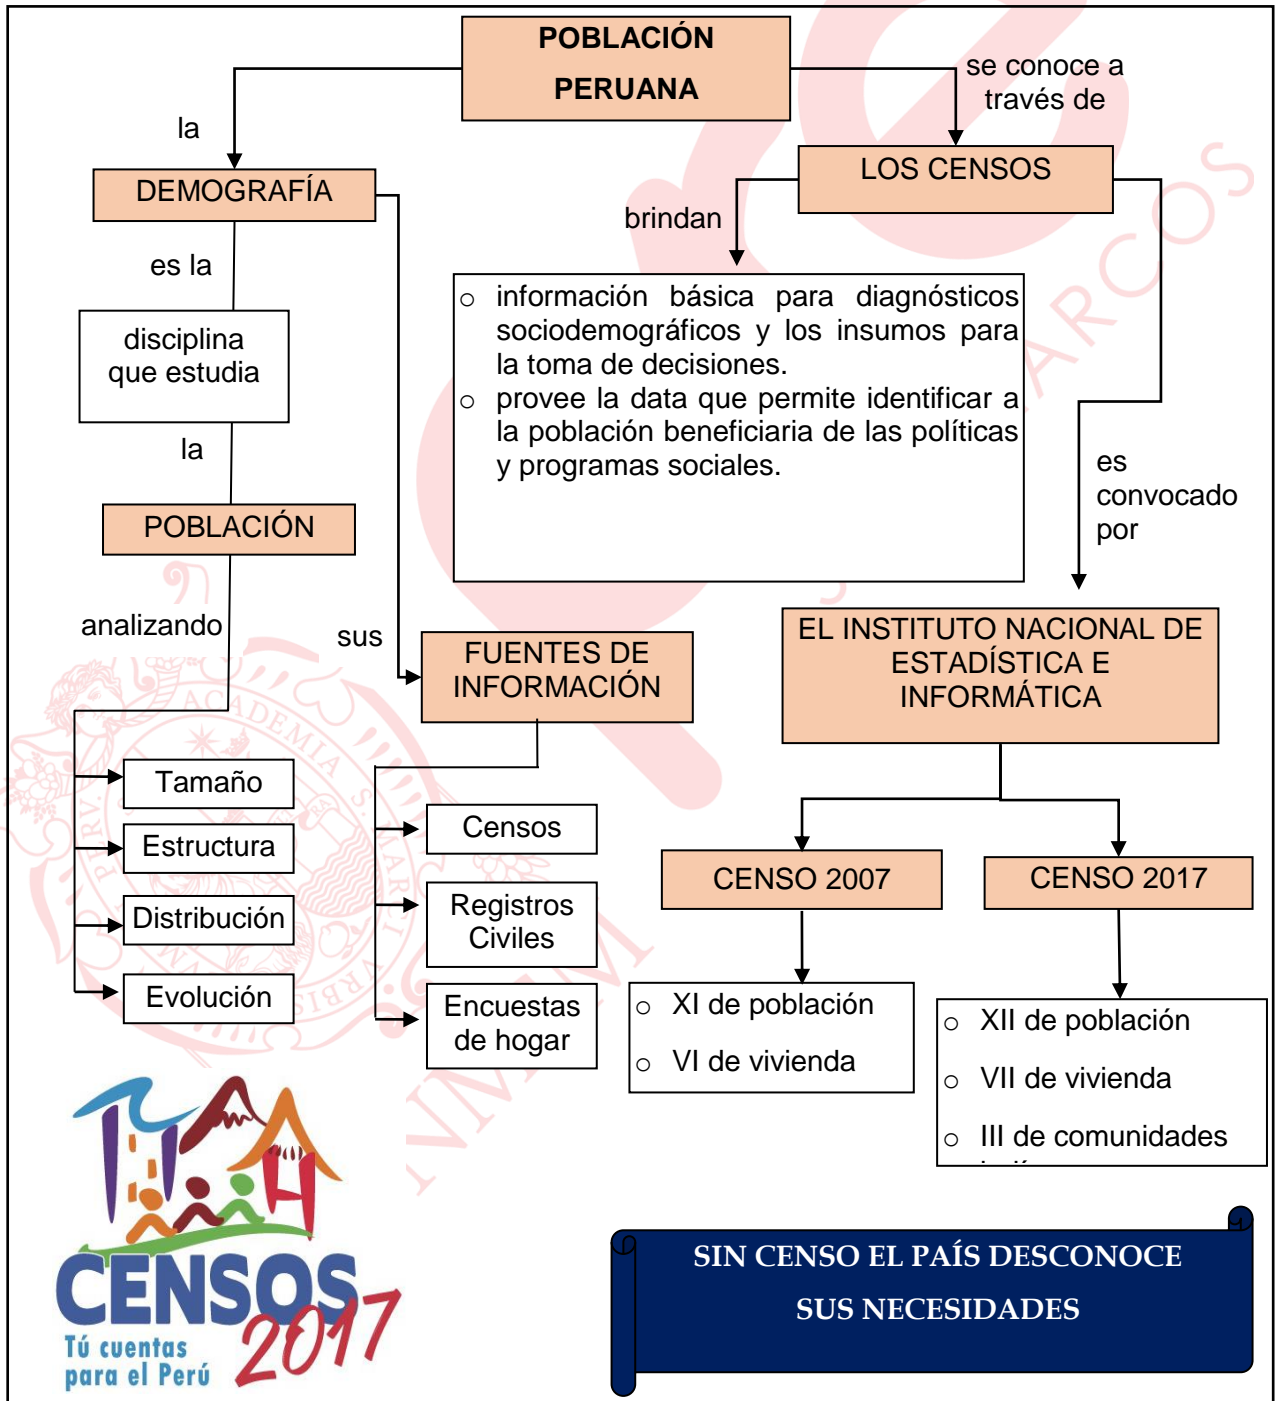 POBLACIÓN
PERUANA
se conoce a
través de
la
DEMOGRAFÍA
LOS CENSOS
brindan
es la
disciplina
que estudia
la
POBLACIÓN
o información básica para diagnósticos
sociodemográficos y los insumos para
la toma de decisiones.
o provee la data que permite identificar a
la población beneficiaria de las políticas
y programas sociales.
es
convocado
por
analizando
sus
FUENTES DE
INFORMACIÓN
EL INSTITUTO NACIONAL DE
ESTADÍSTICA E
INFORMÁTICA
Tamaño
Estructura
Distribución
Evolución
Censos
Registros
Civiles
Encuestas
de hogar
CENSO 2007
CENSO 2017
o XI de población
o VI de vivienda
o XII de población
o VII de vivienda
o III de comunidades
CENSOS
2017
Tú cuentas
para el Perú
SIN CENSO EL PAÍS DESCONOCE
SUS NECESIDADES